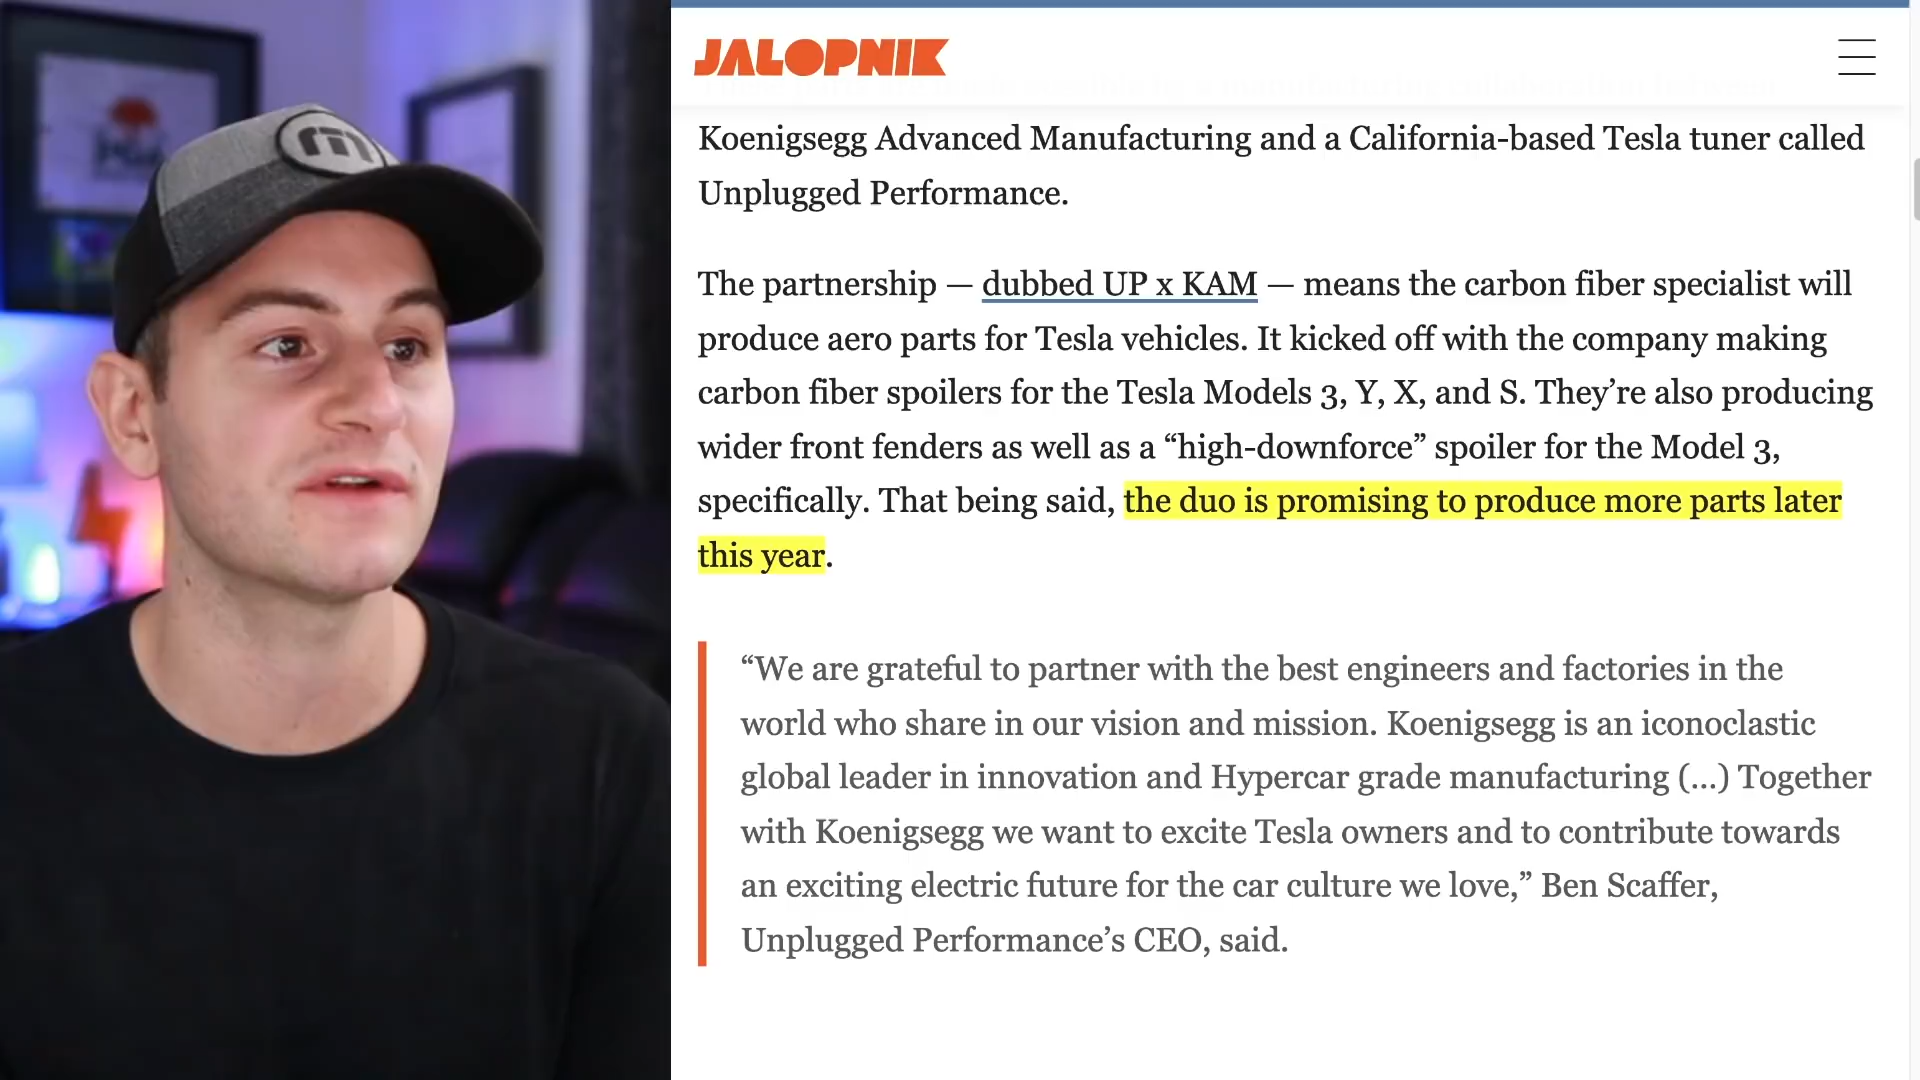 JALOPNIK
Koenigsegg Advanced Manufacturing and a California-based Tesla tuner called
Unplugged Performance.
The partnership — dubbed UP x KAM — means the carbon fiber specialist will
produce aero parts for Tesla vehicles. It kicked off with the company making
carbon fiber spoilers for the Tesla Models 3, Y, X, and S. They’re also producing
wider front fenders as well as a “high-downforce” spoiler for the Model 3,
specifically. That being said, the duo is promising to produce more parts later
this year.
“We are grateful to partner with the best engineers and factories in the
world who share in our vision and mission. Koenigsegg is an iconoclastic
global leader in innovation and Hypercar grade manufacturing (...) Together
with Koenigsegg we want to excite Tesla owners and to contribute towards
an exciting electric future for the car culture we love,” Ben Scaffer,
Unplugged Performance’s CEO, said.